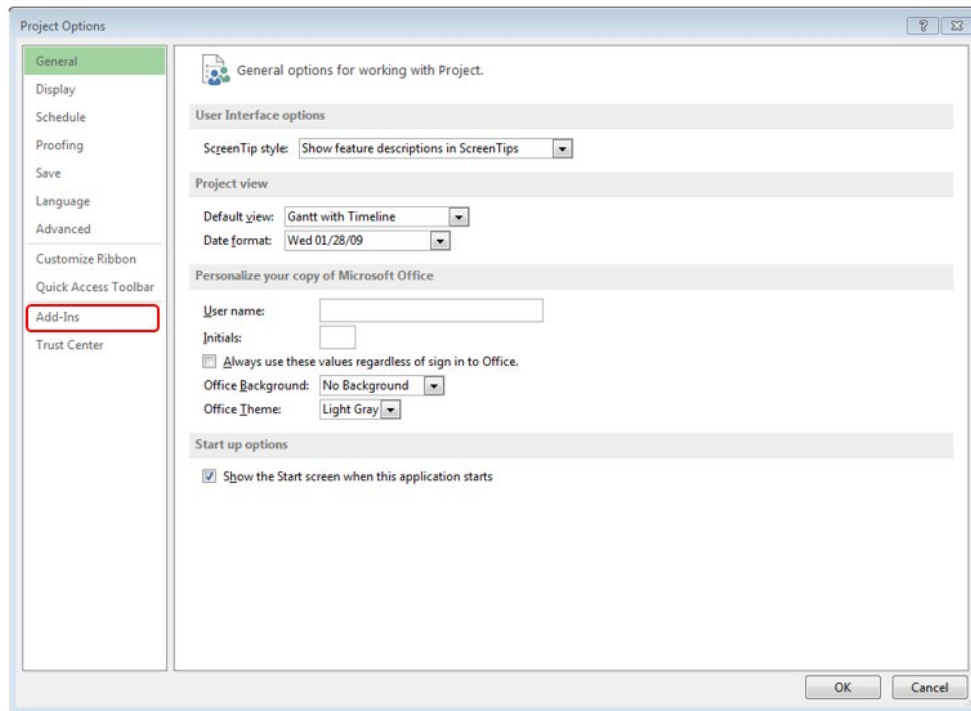 Project Options
General
Display
Schedule
Proofing
Save
Language
Advanced
Customize Ribbon
Quick Access Toolbar
Add-Ins
Trust Center
General options for working with Project.
User Interface options
ScreenTip style: Show feature descriptions in ScreenTips
Project view
Default view: Gantt with Timeline
Date format: Wed 01/28/09
Personalize your copy of Microsoft Office
User name:
Initials:
Always use these values regardless of sign in to Office.
Office Background: No Background
Office Theme: Light Gray
Start up options
Show the Start screen when this application starts
OK Cancel